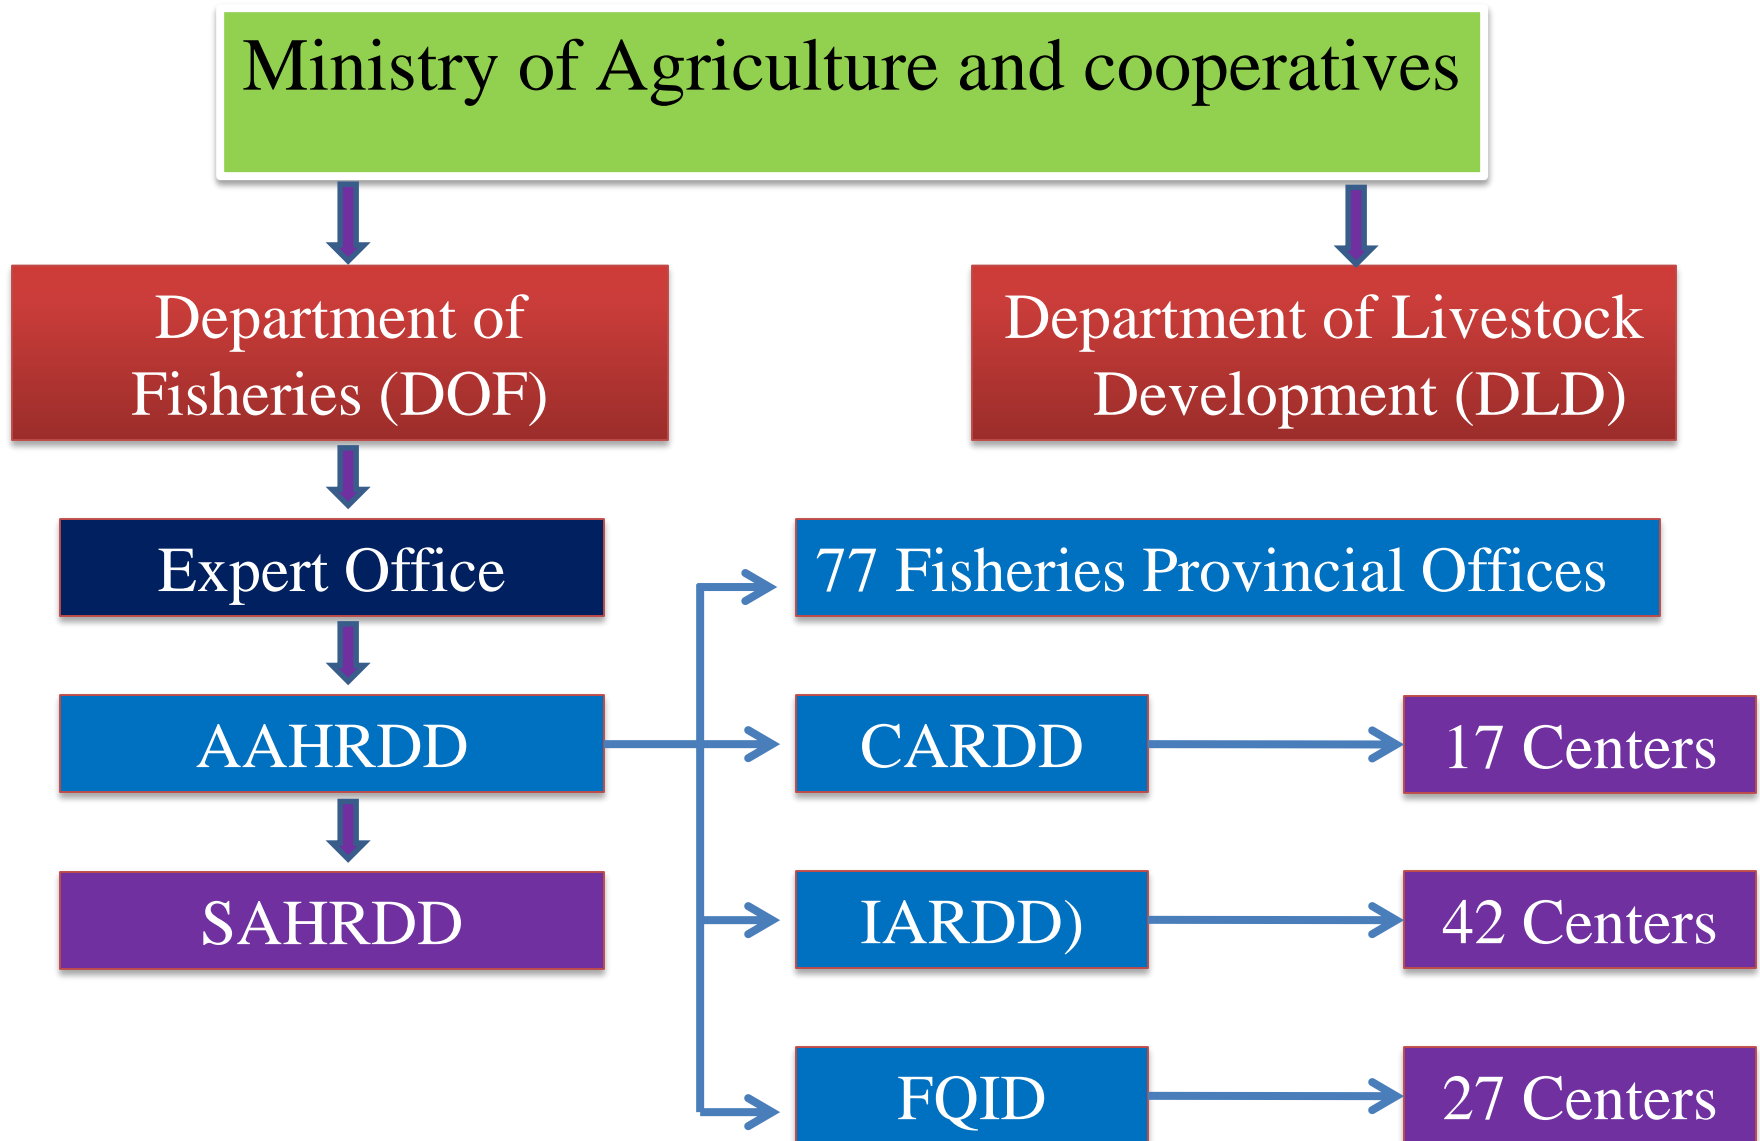 Ministry of Agriculture and cooperatives
Department of
Fisheries (DOF)
Department of Livestock
Development (DLD)
Expert Office
77 Fisheries Provincial Offices
AAHRDD
CARDD
17 Centers
SAHRDD
IARDD)
42 Centers
FQID
27 Centers